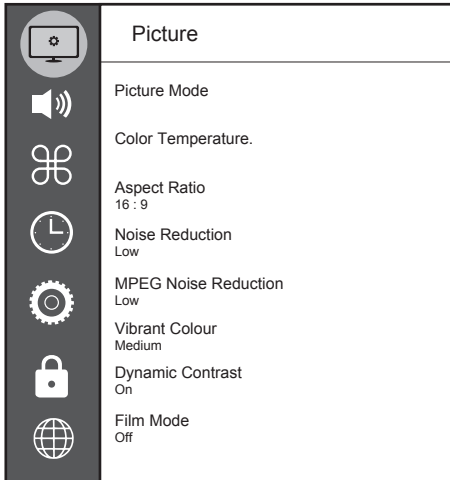 Picture
Picture Mode
Color Temperature.
Aspect Ratio
16 : 9
Noise Reduction
Low
MPEG Noise Reduction
Low
Vibrant Colour
Medium
Dynamic Contrast
On
Film Mode
Off